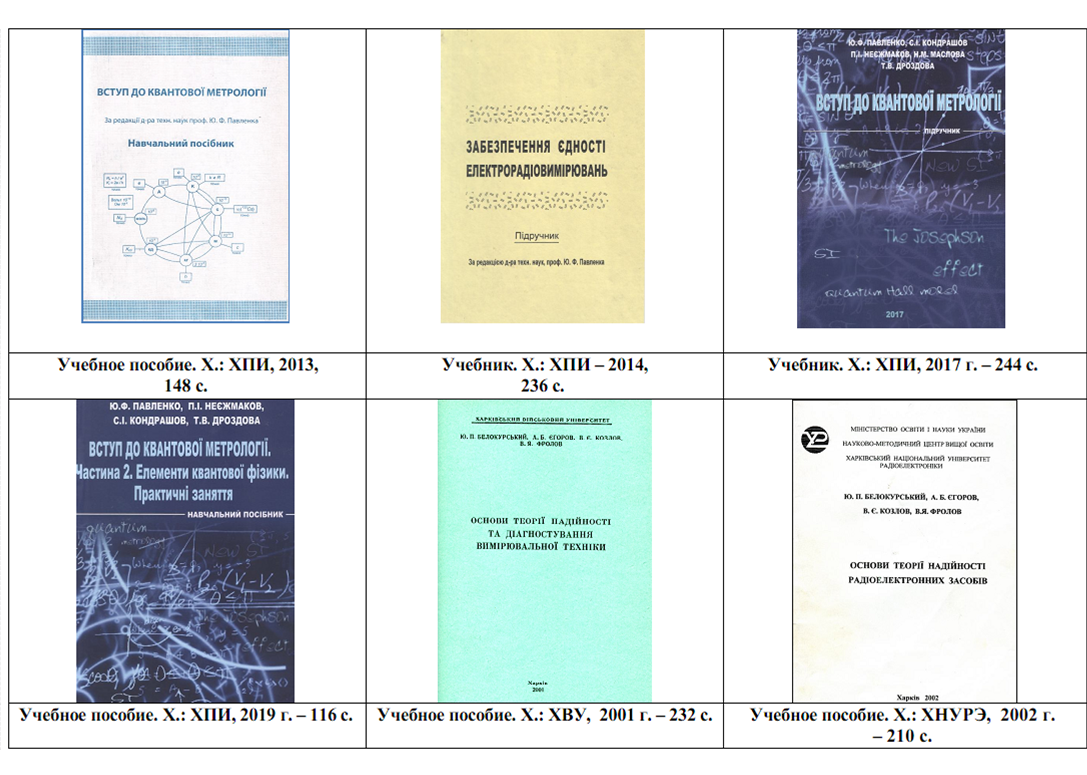 ВСТУП ДО КВАНТОВОЇ МЕТРОЛОГІЇ
За редакції д-ра техн. наук проф. Ю. Ф. Павленка
Навчальний посібник
Учебное пособие. Х.: ХПИ, 2013,
148 с.
ЗАБЕЗПЕЧЕННЯ ЄДНОСТІ
ЕЛЕКТРОРАДІОВИМІРЮВАНЬ
Підручник
За редакцією д-ра техн. наук, проф. Ю. Ф. Павленка
Учебник. Х.: ХПИ – 2014,
236 с.
Ю.Ф. ПАВЛЕНКО, С.І. КОНДРАШОВ
П.І. НЕЄЖМАКОВ, Н.М. МАСЛОВА
Т.В. ДРОЗДОВА
ВСТУП ДО КВАНТОВОЇ МЕТРОЛОГІЇ
ПІДРУЧНИК
The Josephson
effect
SI
quantum Hall model
2017
Учебник. Х.: ХПИ, 2017 г. – 244 с.
Ю.Ф. ПАВЛЕНКО, П.І. НЕЄЖМАКОВ,
С.І. КОНДРАШОВ, Т.В. ДРОЗДОВА
ВСТУП ДО КВАНТОВОЇ МЕТРОЛОГІЇ.
Частина 2. Елементи квантової фізики.
Практичні заняття
НАВЧАЛЬНИЙ ПОСІБНИК
quantum
Учебное пособие. Х.: ХПИ, 2019 г. – 116 с.
ХАРКІВСЬКИЙ ВІЙСЬКОВИЙ УНІВЕРСИТЕТ
Ю. П. БЕЛОКУРСЬКИЙ, А. Б. ЄГОРОВ, В. Є. КОЗЛОВ,
В. Я. ФРОЛОВ
ОСНОВИ ТЕОРІЇ НАДІЙНОСТІ
ТА ДІАГНОСТУВАННЯ
ВИМІРЮВАЛЬНОЇ ТЕХНІКИ
Харків
2001
Учебное пособие. Х.: ХВУ, 2001 г. – 232 с.
МІНІСТЕРСТВО ОСВІТИ І НАУКИ УКРАЇНИ
НАУКОВО-МЕТОДИЧНИЙ ЦЕНТР ВИЩОЇ ОСВІТИ
ХАРКІВСЬКИЙ НАЦІОНАЛЬНИЙ УНІВЕРСИТЕТ
РАДІОЕЛЕКТРОНІКИ
Ю. П. БЕЛОКУРСЬКИЙ, А. Б. ЄГОРОВ,
В. Є. КОЗЛОВ, В.Я. ФРОЛОВ
ОСНОВИ ТЕОРІЇ НАДІЙНОСТІ
РАДІОЕЛЕКТРОННИХ ЗАСОБІВ
Харків 2002
Учебное пособие. Х.: ХНУРЭ, 2002 г.
– 210 с.